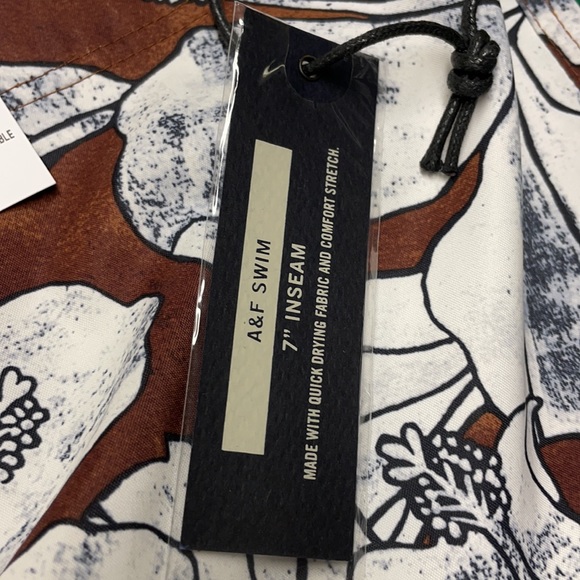 A&F SWIM
7" INSEAM
MADE WITH QUICK DRYING FABRIC AND COMFORT STRETCH.